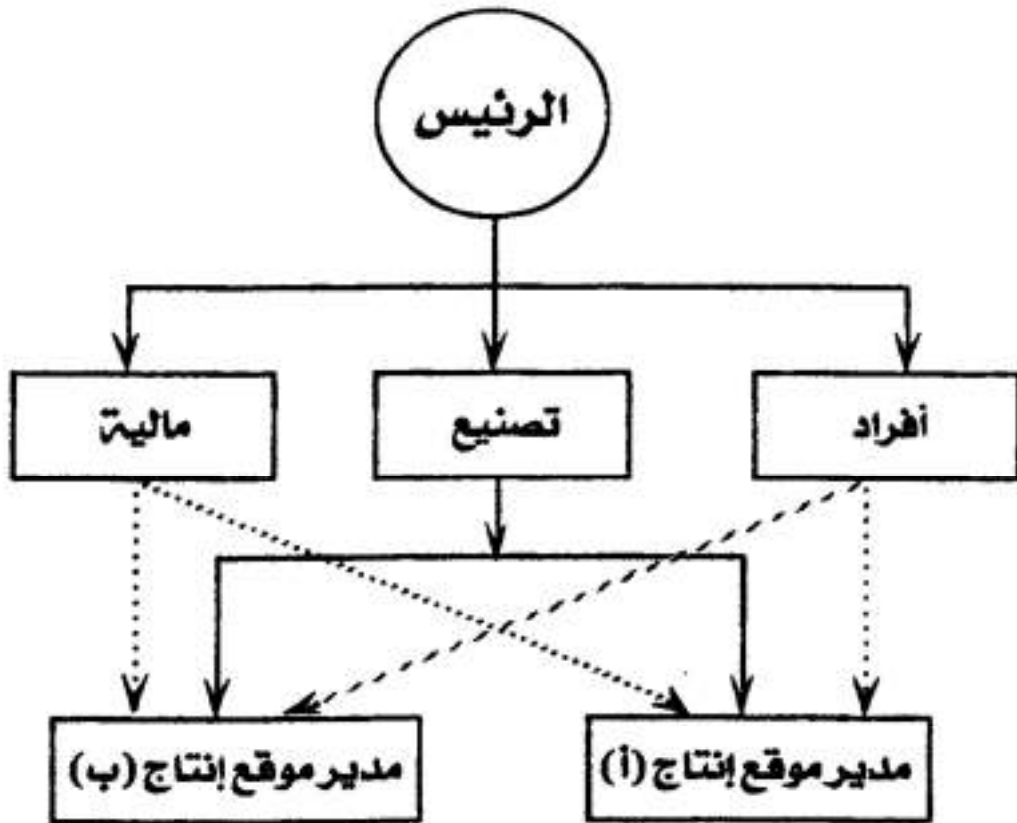 الرئيس
أفراد
تصنيع
مالية
مدير موقع إنتاج (أ)
مدير موقع إنتاج (ب)